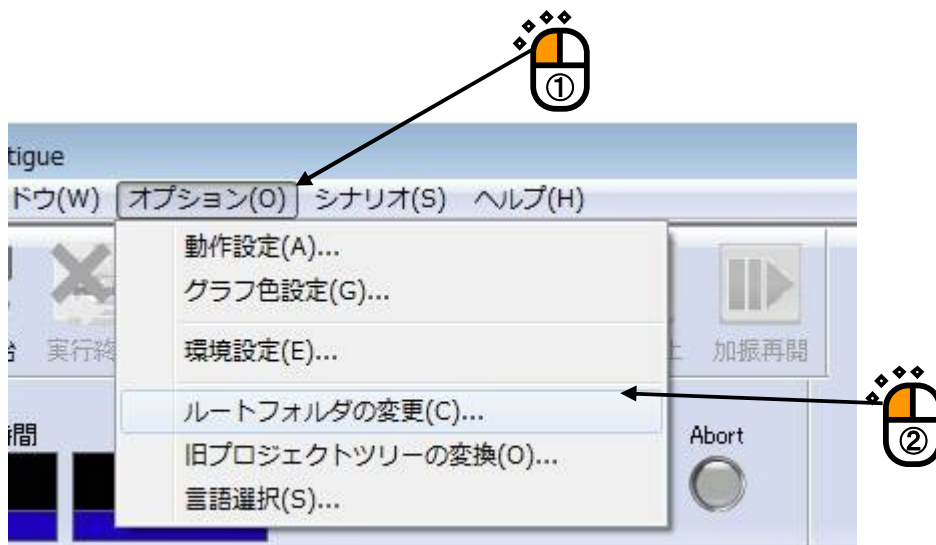 ①
tigue
ドウ(W) オプション(O) シナリオ(S) ヘルプ(H)
動作設定(A)...
グラフ色設定(G)...
実行終
環境設定(E)...
加振再開
ルートフォルダの変更(C)...
間
Abort
②
旧プロジェクトツリーの変換(O)...
言語選択(S)...